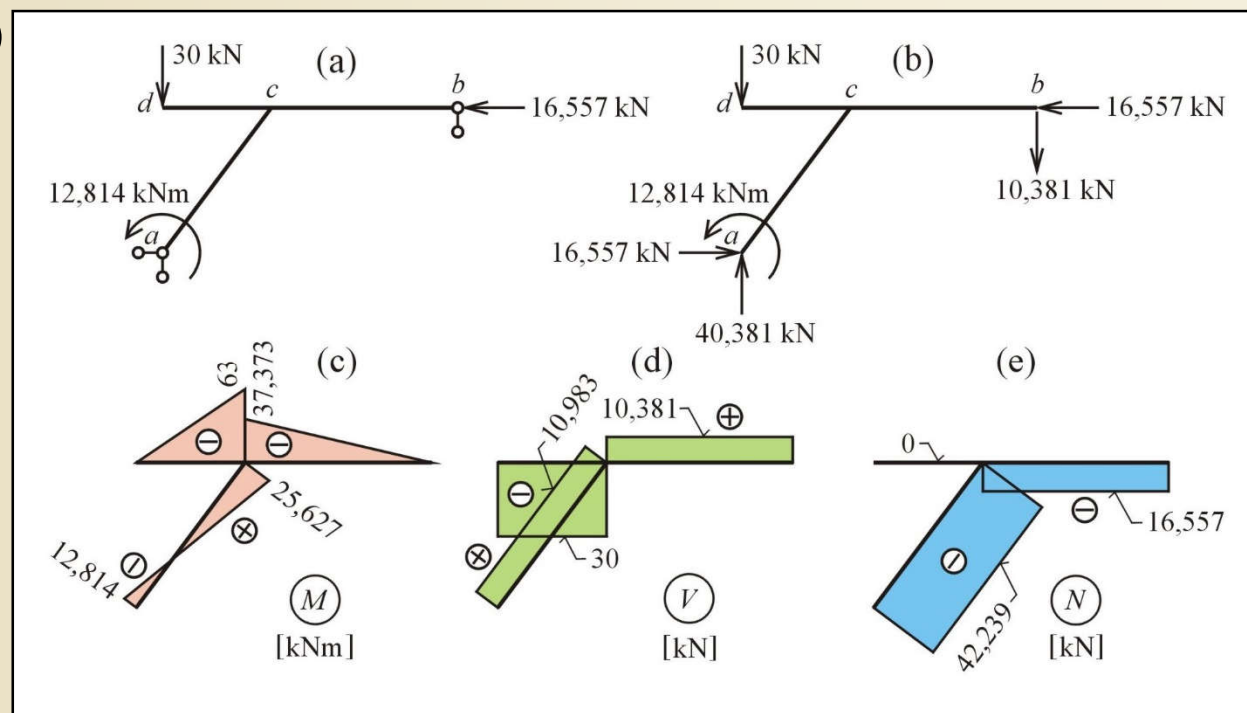 )
(a)
30 kN
d
c
b
16,557 kN
12,814 kNm
a
(b)
30 kN
d
c
b
16,557 kN
10,381 kN
12,814 kNm
a
16,557 kN
40,381 kN
(c)
63
37,373
25,627
12,814
M
[kNm]
(d)
10,983
10,381
30
V
[kN]
(e)
0
16,557
42,239
N
[kN]